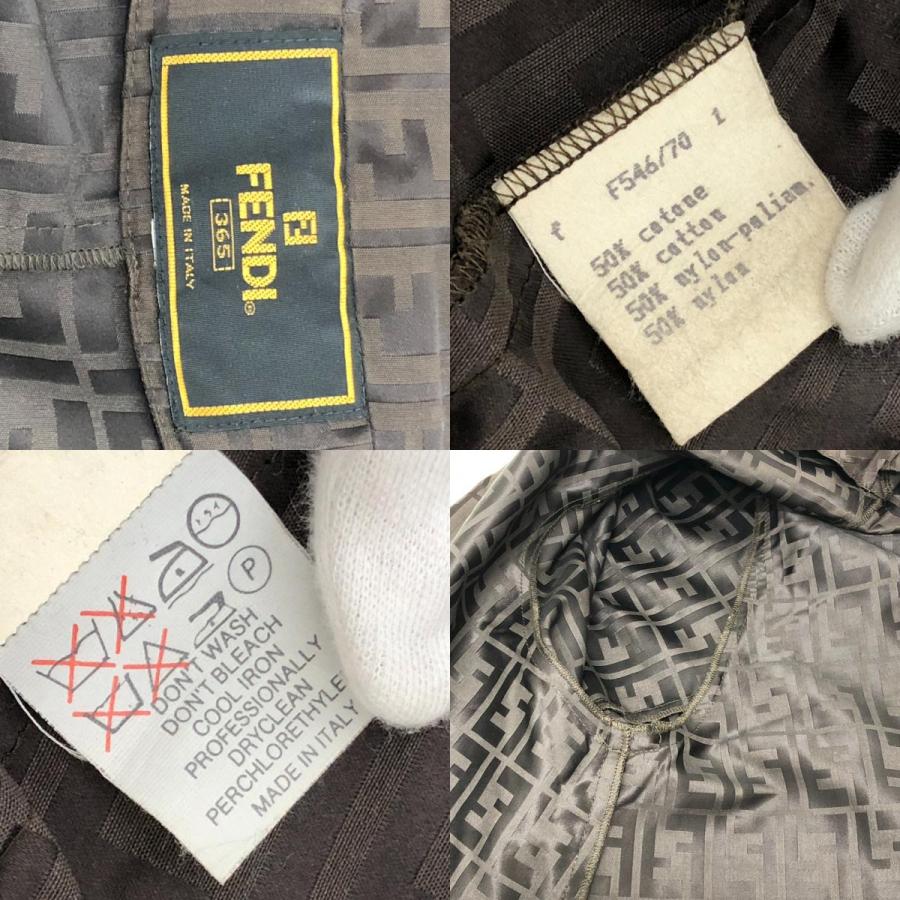 FENDI
365
MADE IN ITALY
F546/70 1
f
50% cotone
50% cotton
50% nylon-poliam.
50% nylon
P
DON'T WASH
DON'T BLEACH
COOL IRON
PROFESSIONALLY
DRYCLEAN
PERCHLORETHYLE
MADE IN ITALY